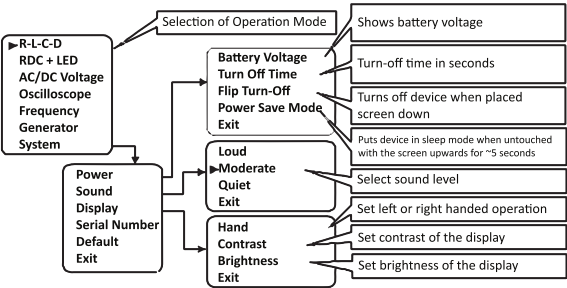 Selection of Operation Mode
R-L-C-D
RDC + LED
AC/DC Voltage
Oscilloscope
Frequency
Generator
System
Power
Sound
Display
Serial Number
Default
Exit
Battery Voltage
Turn Off Time
Flip Turn-Off
Power Save Mode
Exit
Loud
Moderate
Quiet
Exit
Hand
Contrast
Brightness
Exit
Shows battery voltage
Turn-off time in seconds
Turns off device when placed
screen down
Puts device in sleep mode when untouched
with the screen upwards for ~5 seconds
Select sound level
Set left or right handed operation
Set contrast of the display
Set brightness of the display